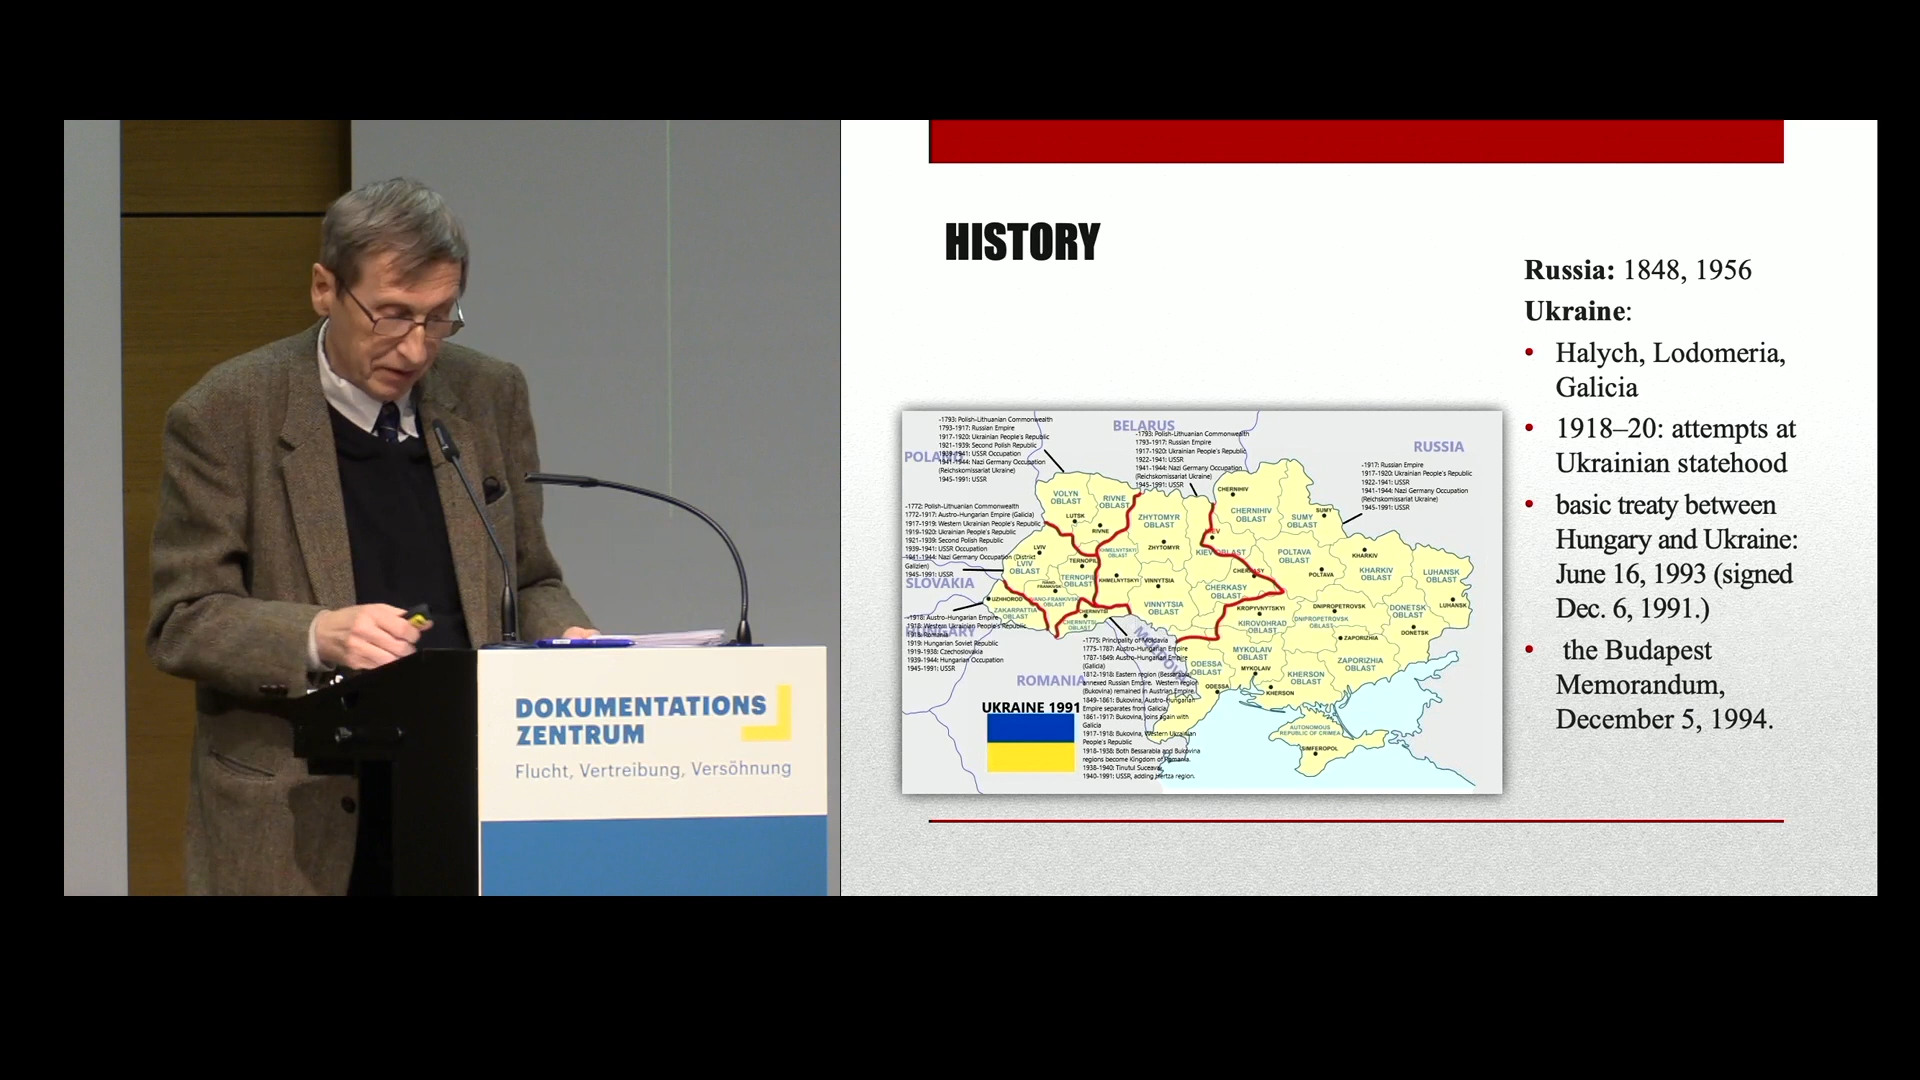 DOKUMENTATIONS
ZENTRUM
Flucht, Vertreibung, Versöhnung
HISTORY
Russia: 1848, 1956
Ukraine:
• Halych, Lodomeria,
Galicia
• 1918–20: attempts at
Ukrainian statehood
• basic treaty between
Hungary and Ukraine:
June 16, 1993 (signed
Dec. 6, 1991.)
• the Budapest
Memorandum,
December 5, 1994.
-1793: Polish-Lithuanian Commonwealth
1793-1917: Russian Empire
1917-1920: Ukrainian People's Republic
1921-1939: Second Polish Republic
1939-1941: USSR Occupation
1941-1944: Nazi Germany Occupation
(Reichskomissariat Ukraine)
1945-1991: USSR
BELARUS
-1793: Polish-Lithuanian Commonwealth
1793-1917: Russian Empire
1917-1920: Ukrainian People's Republic
1922-1941: USSR
1941-1944: Nazi Germany Occupation
(Reichskomissariat Ukraine)
1945-1991: USSR
RUSSIA
-1917: Russian Empire
1917-1920: Ukrainian People's Republic
1922-1941: USSR
1941-1944: Nazi Germany Occupation
(Reichskomissariat Ukraine)
1945-1991: USSR
POLAND
-1772: Polish-Lithuanian Commonwealth
1772-1917: Austro-Hungarian Empire (Galicia)
1917-1919: Western Ukrainian People's Republic
1919-1920: Ukrainian People's Republic
1921-1939: Second Polish Republic
1939-1941: USSR Occupation
1941-1944: Nazi Germany Occupation (District
Galizien)
1945-1991: USSR
SLOVAKIA
-1918: Austro-Hungarian Empire
1918: Western Ukrainian People's Republic
1918: Romania
1919: Hungarian Soviet Republic
1919-1938: Czechoslovakia
1939-1944: Hungarian Occupation
1945-1991: USSR
HUNGARY
ROMANIA
MOLDOVA
-1775: Principality of Moldavia
1775-1787: Austro-Hungarian Empire
1787-1849: Austro-Hungarian Empire
(Galicia)
1812-1918: Eastern region (Bessarabia)
annexed Russian Empire. Western region
(Bukovina) remained in Austrian Empire
1849-1861: Bukovina, Austro-Hungarian
Empire separates from Galicia
1861-1917: Bukovina, joins again with
Galicia
1917-1918: Bukovina, Western Ukrainian
People's Republic
1918-1938: Both Bessarabia and Bukovina
regions become Kingdom of Romania.
1938-1940: Tinutul Suceava
1940-1991: USSR, adding Hertza region.
UKRAINE 1991
VOLYN
OBLAST
LUTSK
RIVNE
OBLAST
RIVNE
ZHYTOMYR
OBLAST
ZHYTOMYR
CHERNIHIV
CHERNIHIV
OBLAST
SUMY
OBLAST
SUMY
KIEV OBLAST
LVIV
LVIV
OBLAST
TERNOPIL
TERNOPIL
OBLAST
KHMELNYTSKYI
OBLAST
KHMELNYTSKYI
VINNYTSIA
VINNYTSIA
OBLAST
CHERKASY
CHERKASY
OBLAST
POLTAVA
OBLAST
POLTAVA
KHARKIV
KHARKIV
OBLAST
LUHANSK
OBLAST
LUHANSK
UZHHOROD
ZAKARPATTIA
OBLAST
IVANO-FRANKIVSK
OBLAST
CHERNIVTSI
CHERNIVTSI
OBLAST
KROPYVNYTSKYI
KIROVOHRAD
OBLAST
DNIPROPETROVSK
DNIPROPETROVSK
OBLAST
DONETSK
OBLAST
DONETSK
ZAPORIZHIA
ZAPORIZHIA
OBLAST
MYKOLAIV
OBLAST
MYKOLAIV
ODESSA
OBLAST
ODESSA
KHERSON
OBLAST
KHERSON
AUTONOMOUS
REPUBLIC OF CRIMEA
SIMFEROPOL